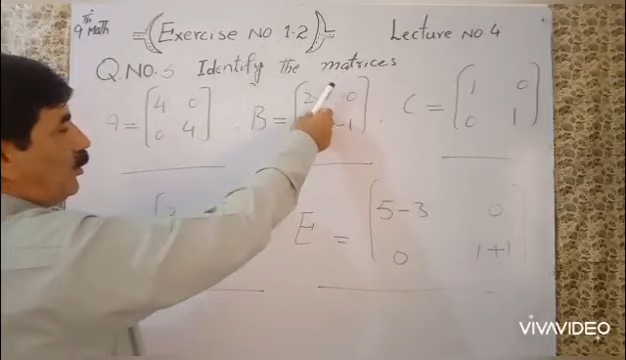 9th Math Exercise No 1.2 Lecture No 4
Q.No.5 Identify the matrices
A = [4 0 . B = [2 0 . C = [1 0
0 4] -1] 0 1]
E = [5-3 0
0 1+1]
VIVAVIDEO